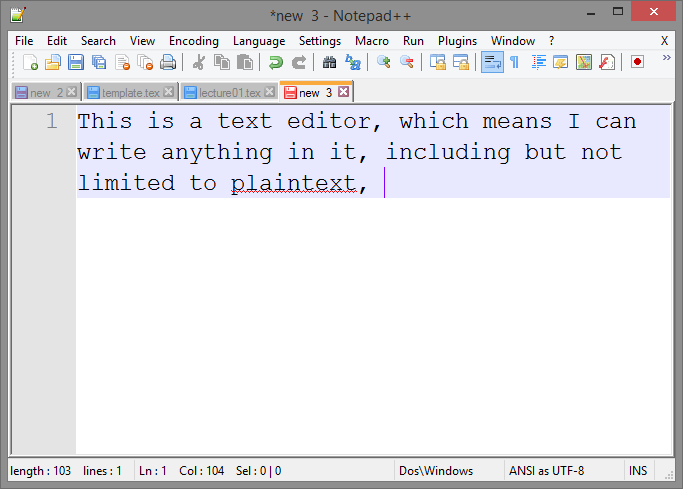 *new 3 - Notepad++
File Edit Search View Encoding Language Settings Macro Run Plugins Window ? X
new 2 template.tex lecture01.tex new 3
1 This is a text editor, which means I can
write anything in it, including but not
limited to plaintext,
length : 103 lines : 1 Ln : 1 Col : 104 Sel : 0 | 0 Dos\Windows ANSI as UTF-8 INS